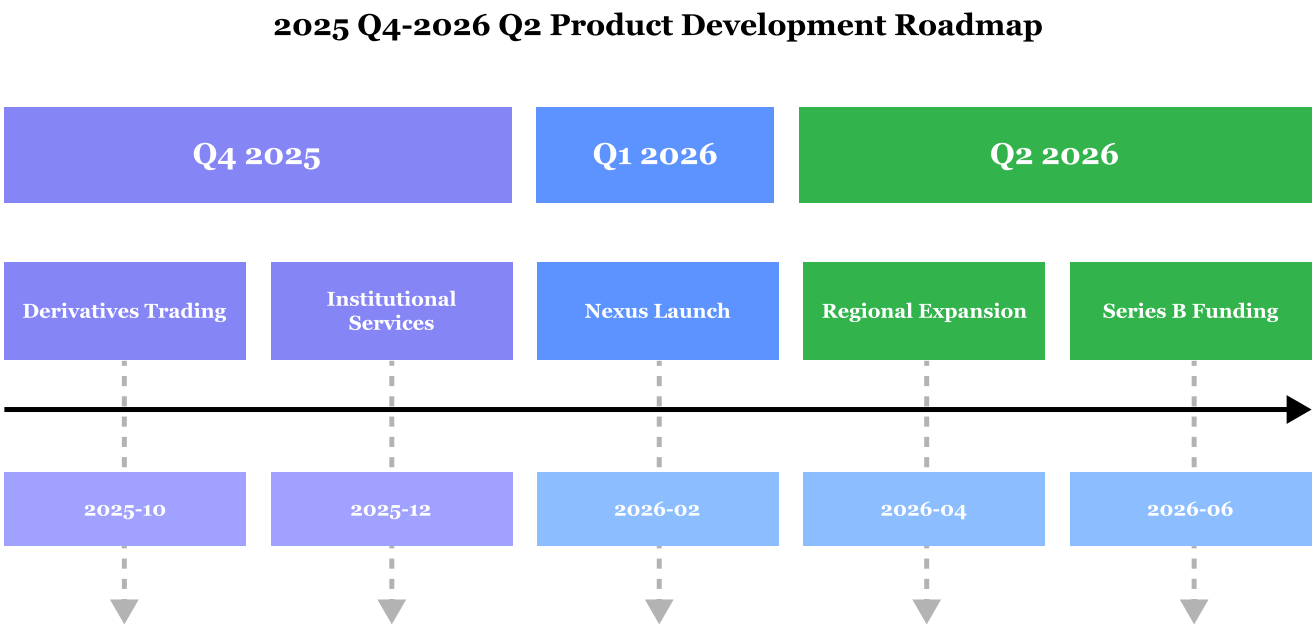 2025 Q4-2026 Q2 Product Development Roadmap
Q4 2025
Q1 2026
Q2 2026
Derivatives Trading
Institutional
Services
Nexus Launch
Regional Expansion
Series B Funding
2025-10
2025-12
2026-02
2026-04
2026-06